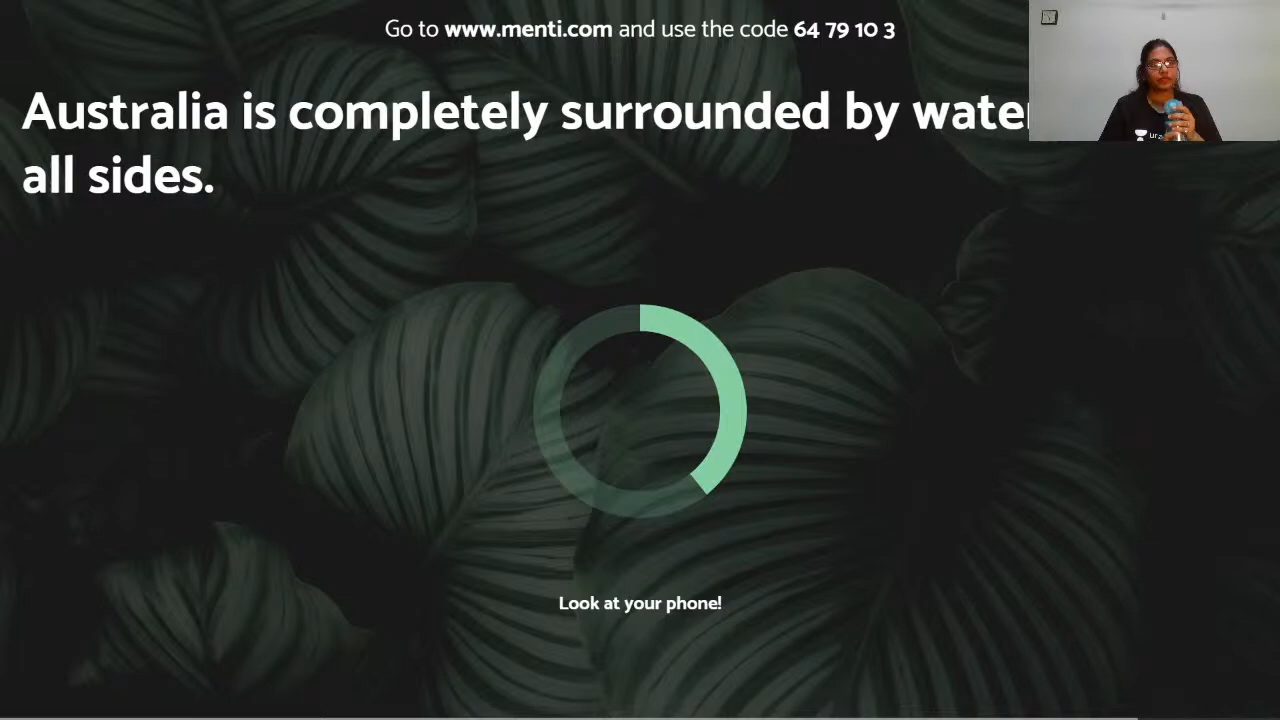 Go to www.menti.com and use the code 64 79 10 3
Australia is completely surrounded by water
all sides.
Look at your phone!